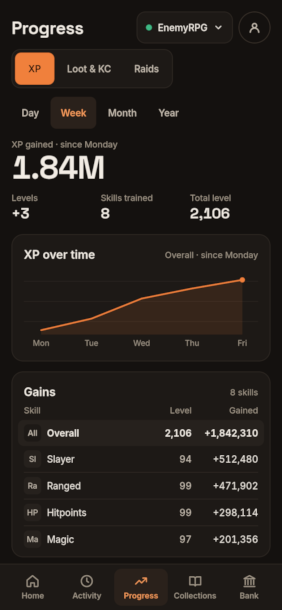 Progress
EnemyRPG
XP
Loot & KC
Raids
Day
Week
Month
Year
XP gained · since Monday
1.84M
Levels
Skills trained
Total level
+3
8
2,106
XP over time
Overall · since Monday
Mon
Tue
Wed
Thu
Fri
Gains
8 skills
Skill
Level
Gained
All Overall 2,106 +1,842,310
Sl Slayer 94 +512,480
Ra Ranged 99 +471,902
HP Hitpoints 99 +298,114
Ma Magic 97 +201,356
Home
Activity
Progress
Collections
Bank